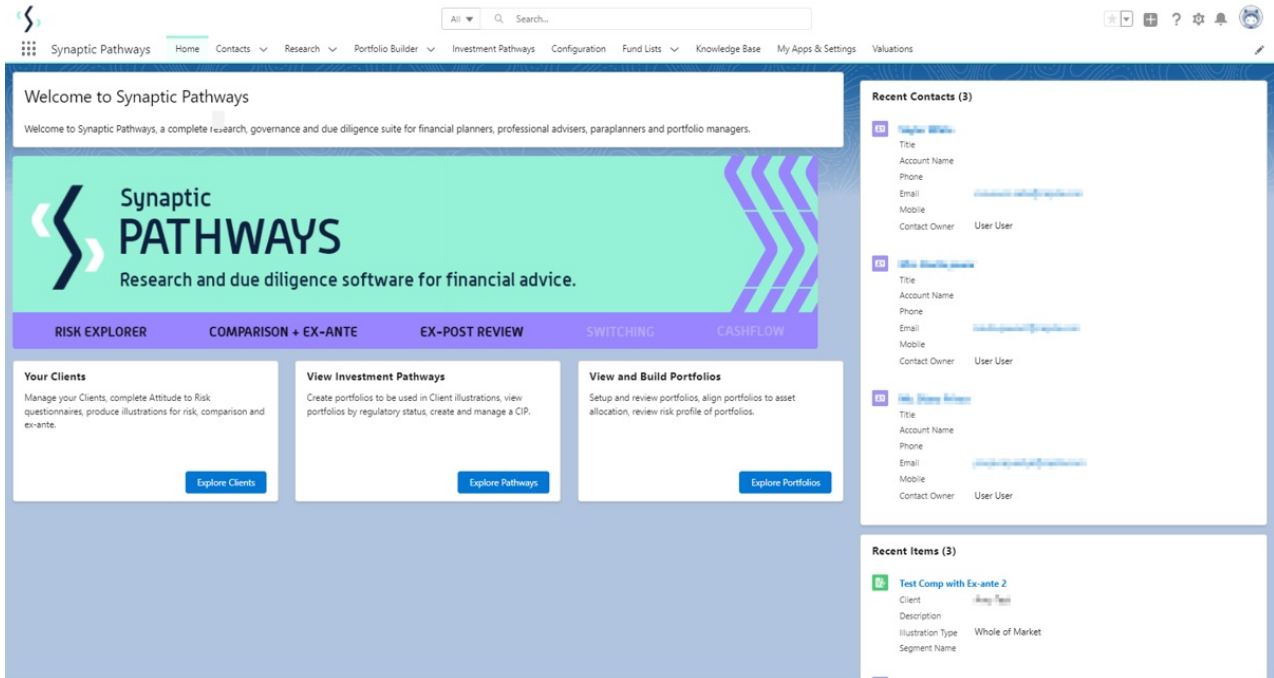 All
Search...
Synaptic Pathways
Home
Contacts
Research
Portfolio Builder
Investment Pathways
Configuration
Fund Lists
Knowledge Base
My Apps & Settings
Valuations
Welcome to Synaptic Pathways
Welcome to Synaptic Pathways, a complete research, governance and due diligence suite for financial planners, professional advisers, paraplanners and portfolio managers.
Synaptic
PATHWAYS
Research and due diligence software for financial advice.
RISK EXPLORER
COMPARISON + EX-ANTE
EX-POST REVIEW
SWITCHING
CASHFLOW
Your Clients
Manage your Clients, complete Attitude to Risk
questionnaires, produce illustrations for risk, comparison and
ex-ante.
Explore Clients
View Investment Pathways
Create portfolios to be used in Client illustrations, view
portfolios by regulatory status, create and manage a CIP.
Explore Pathways
View and Build Portfolios
Setup and review portfolios, align portfolios to asset
allocation, review risk profile of portfolios.
Explore Portfolios
Recent Contacts (3)
Title
Account Name
Phone
Email
Mobile
Contact Owner User User
Title
Account Name
Phone
Email
Mobile
Contact Owner User User
Title
Account Name
Phone
Email
Mobile
Contact Owner User User
Recent Items (3)
Test Comp with Ex-ante 2
Client
Description
Illustration Type Whole of Market
Segment Name